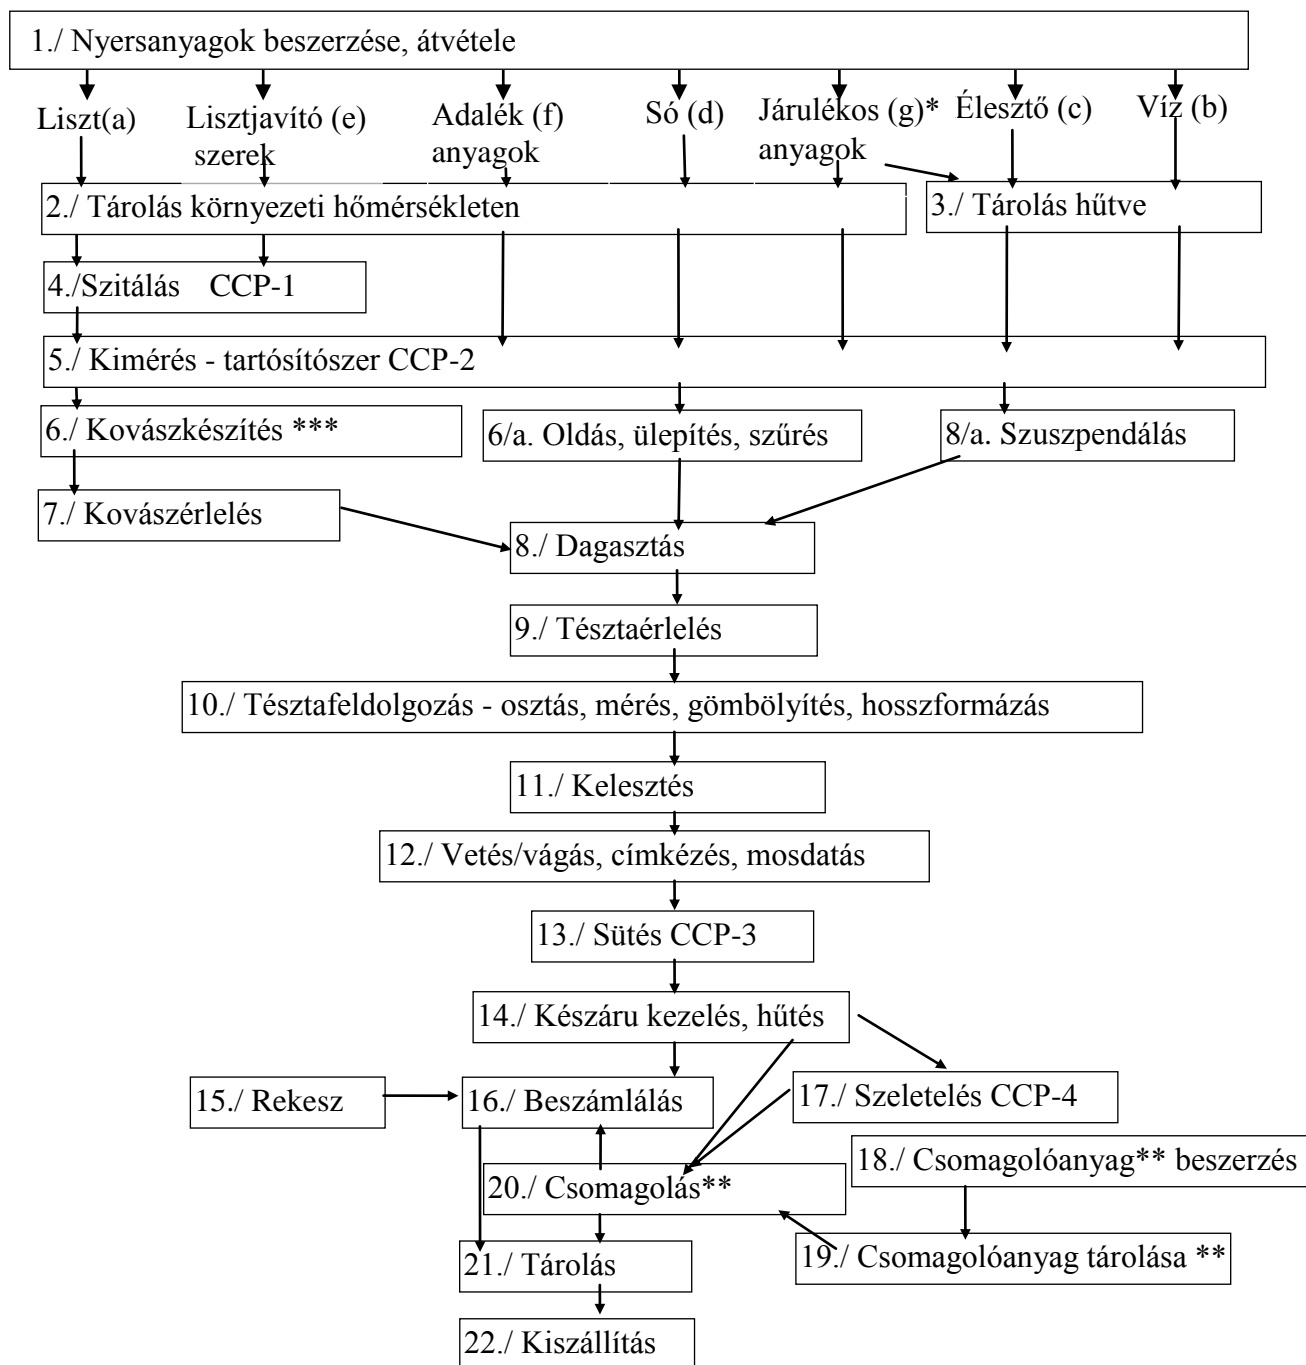 1./ Nyersanyagok beszerzése, átvétele
Liszt(a)
Lisztjavító (e)
szerek
Adalék (f)
anyagok
Só (d)
Járulékos (g)*
anyagok
Élesztő (c)
Víz (b)
2./ Tárolás környezeti hőmérsékleten
3./ Tárolás hűtve
4./Szitálás CCP-1
5./ Kimérés - tartósítószer CCP-2
6./ Kovászkészítés ***
6/a. Oldás, ülepítés, szűrés
8/a. Szuszpendálás
7./ Kovászérlelés
8./ Dagasztás
9./ Tésztaérlelés
10./ Tésztafeldolgozás - osztás, mérés, gömbölyítés, hosszformázás
11./ Kelesztés
12./ Vetés/vágás, címkézés, mosdatás
13./ Sütés CCP-3
14./ Készáru kezelés, hűtés
15./ Rekesz
16./ Beszámlálás
17./ Szeletelés CCP-4
18./ Csomagolóanyag** beszerzés
20./ Csomagolás**
19./ Csomagolóanyag tárolása **
21./ Tárolás
22./ Kiszállítás